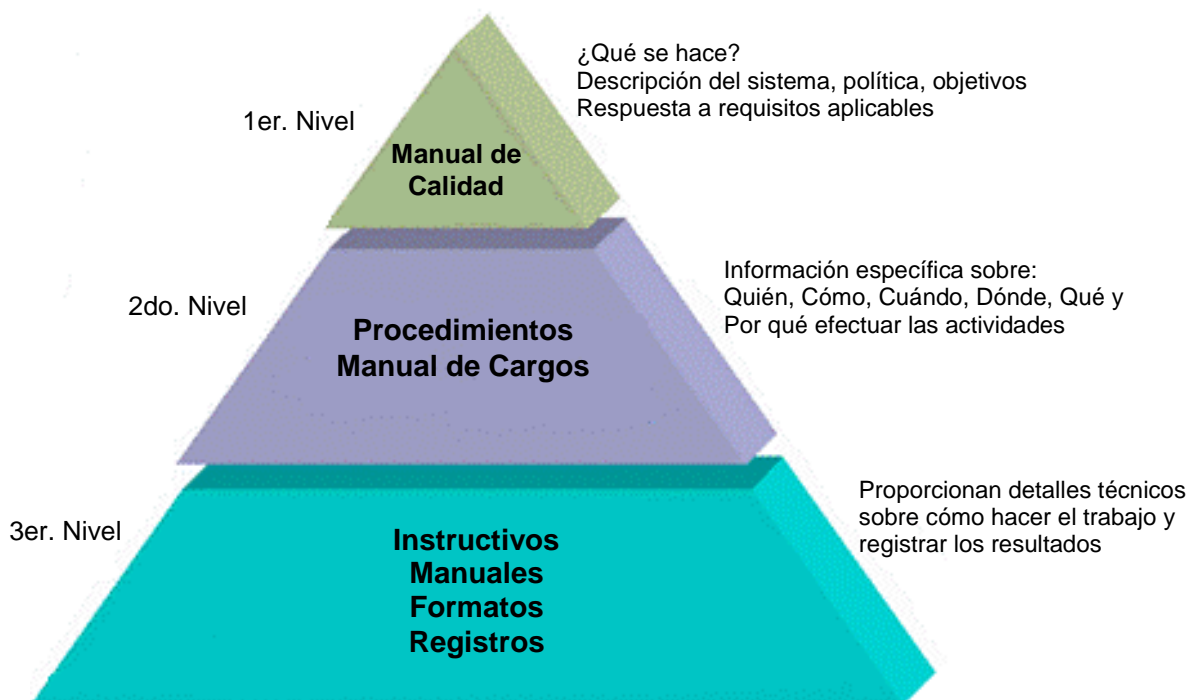 1er. Nivel
Manual de
Calidad
¿Qué se hace?
Descripción del sistema, política, objetivos
Respuesta a requisitos aplicables
2do. Nivel
Procedimientos
Manual de Cargos
Información específica sobre:
Quién, Cómo, Cuándo, Dónde, Qué y
Por qué efectuar las actividades
3er. Nivel
Instructivos
Manuales
Formatos
Registros
Proporcionan detalles técnicos
sobre cómo hacer el trabajo y
registrar los resultados